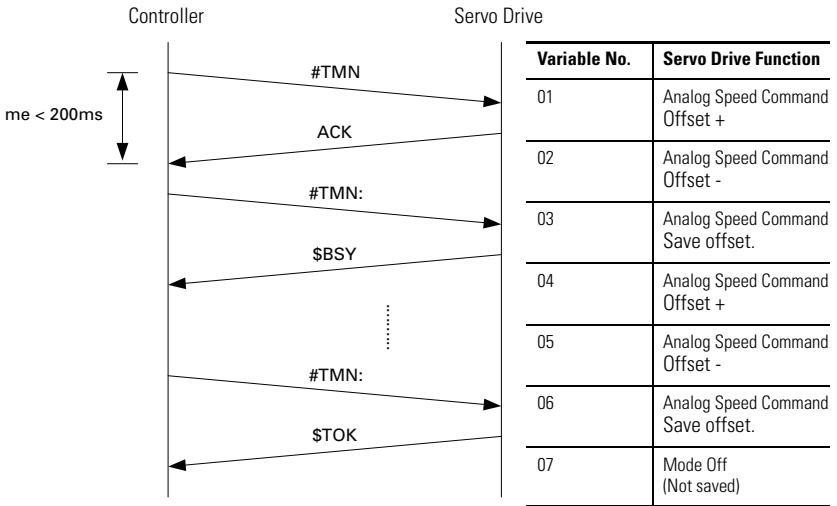 Controller
Servo Drive
me < 200ms
#TMN
ACK
#TMN:
$BSY
#TMN:
$TOK
Variable No. Servo Drive Function
01 Analog Speed Command
Offset +
02 Analog Speed Command
Offset -
03 Analog Speed Command
Save offset.
04 Analog Speed Command
Offset +
05 Analog Speed Command
Offset -
06 Analog Speed Command
Save offset.
07 Mode Off
(Not saved)